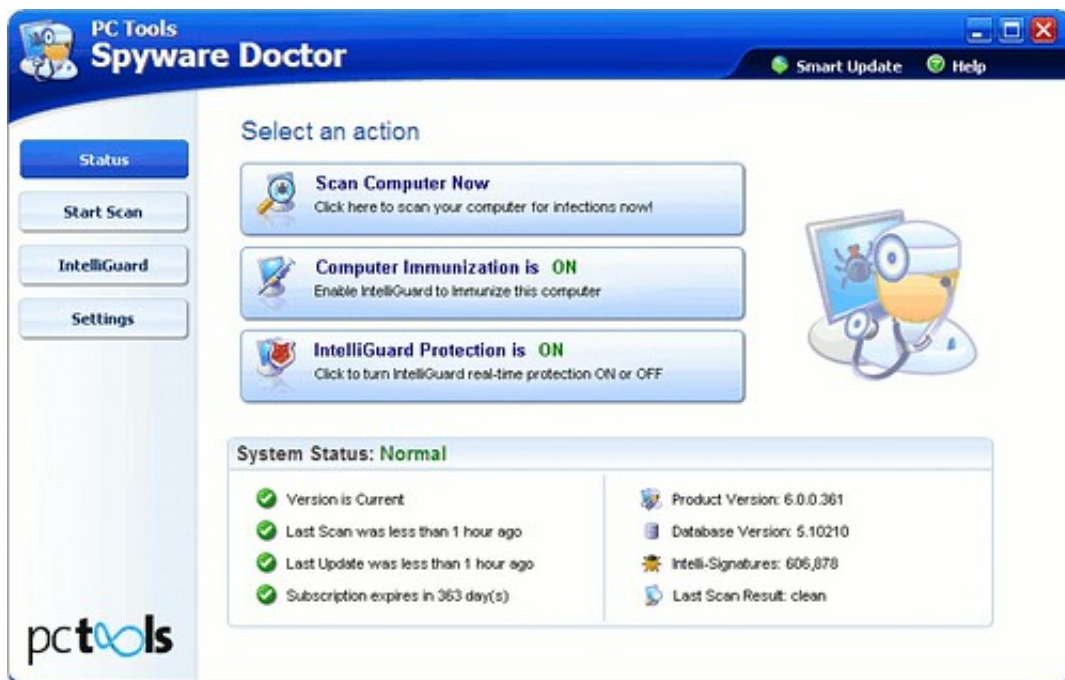 PC Tools
Spyware Doctor
Smart Update
Help
Status
Start Scan
IntelliGuard
Settings
Select an action
Scan Computer Now
Click here to scan your computer for infections now!
Computer Immunization is ON
Enable IntelliGuard to Immunize this computer
IntelliGuard Protection is ON
Click to turn IntelliGuard real-time protection ON or OFF
System Status: Normal
Version is Current
Last Scan was less than 1 hour ago
Last Update was less than 1 hour ago
Subscription expires in 363 day(s)
Product Version: 6.0.0.361
Database Version: 5.10210
Intelli-Signatures: 606,878
Last Scan Result: clean
pctools